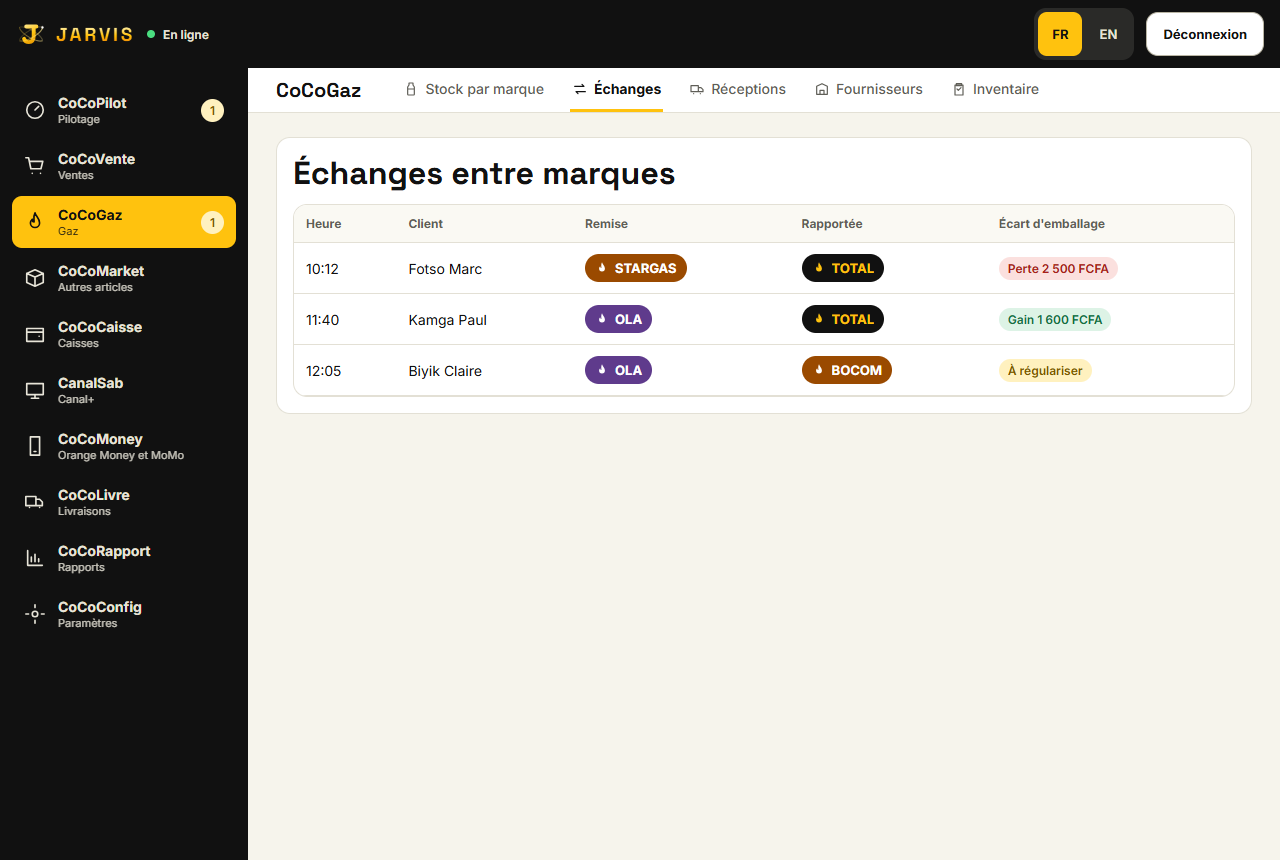 JARVIS En ligne FR EN Déconnexion
CoCoPilot
Pilotage
1
CoCoVente
Ventes
CoCoGaz
Gaz
1
CoCoMarket
Autres articles
CoCoCaisse
Caisses
CanalSab
Canal+
CoCoMoney
Orange Money et MoMo
CoCoLivre
Livraisons
CoCoRapport
Rapports
CoCoConfig
Paramètres
CoCoGaz Stock par marque Échanges Réceptions Fournisseurs Inventaire
Échanges entre marques
Heure Client Remise Rapportée Écart d'emballage
10:12 Fotso Marc STARGAS TOTAL Perte 2 500 FCFA
11:40 Kamga Paul OLA TOTAL Gain 1 600 FCFA
12:05 Biyik Claire OLA BOCOM À régulariser